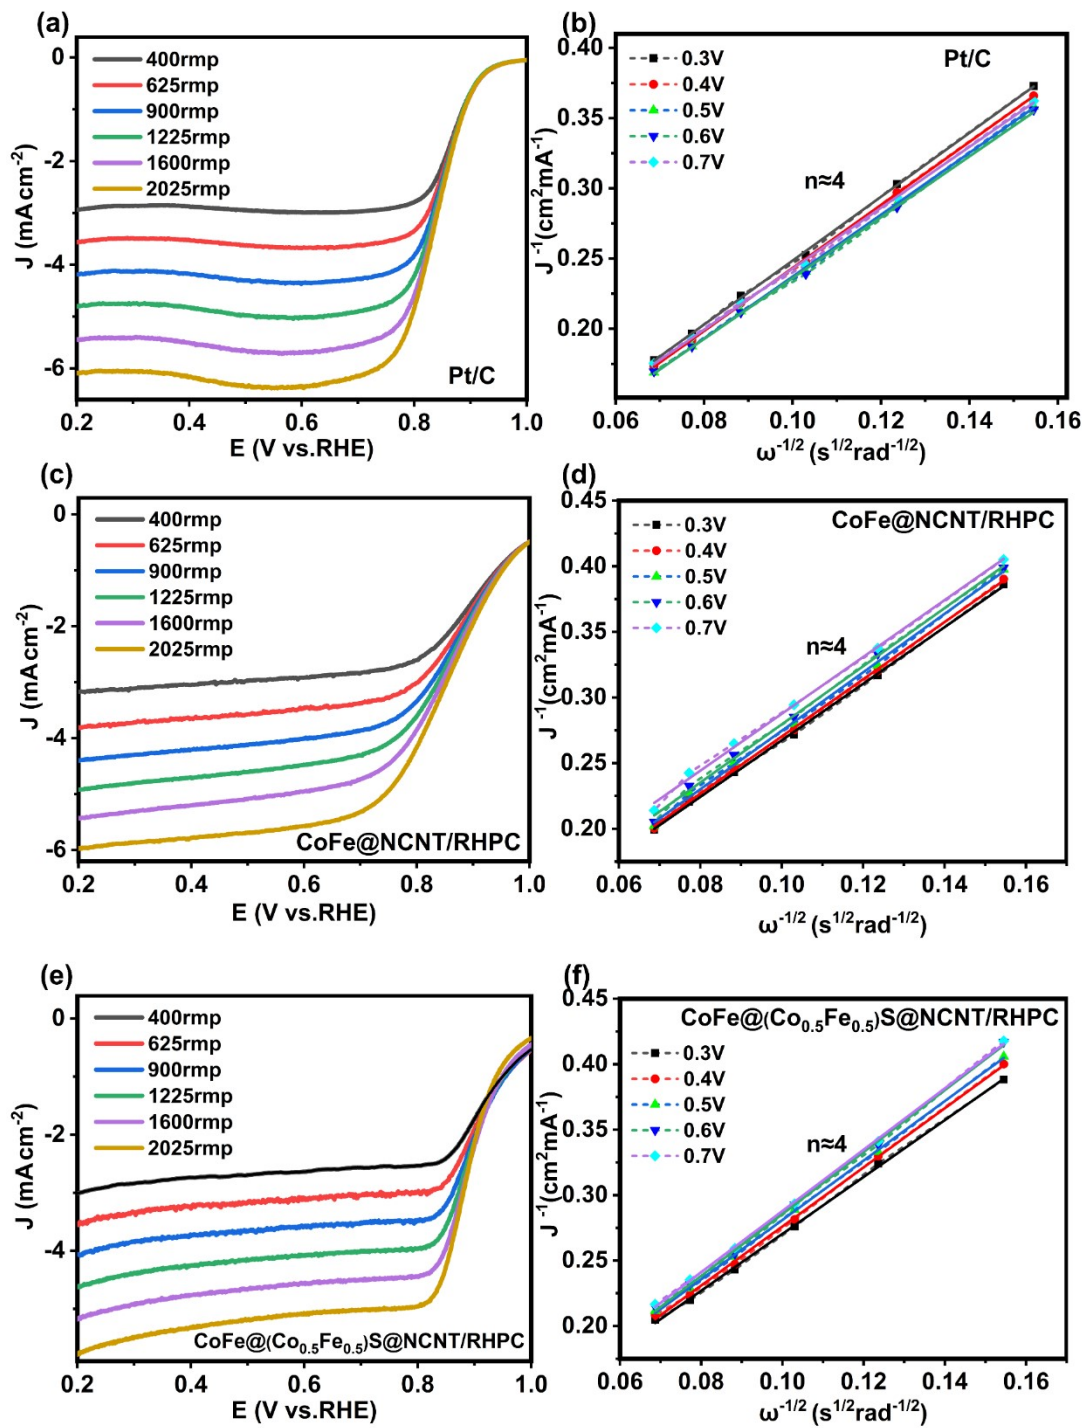 (a)
0
-2
-4
-6
J (mAcm⁻²)
400rmp
625rmp
900rmp
1225rmp
1600rmp
2025rmp
Pt/C
0.2 0.4 0.6 0.8 1.0
E (V vs.RHE)
(b)
0.40
0.35
0.30
0.25
0.20
J⁻¹(cm²mA⁻¹)
0.3V
0.4V
0.5V
0.6V
0.7V
Pt/C
n≈4
0.06 0.08 0.10 0.12 0.14 0.16
ω⁻¹/² (s¹/²rad⁻¹/²)
(c)
0
-2
-4
-6
J (mAcm⁻²)
400rmp
625rmp
900rmp
1225rmp
1600rmp
2025rmp
CoFe@NCNT/RHPC
0.2 0.4 0.6 0.8 1.0
E (V vs.RHE)
(d)
0.45
0.40
0.35
0.30
0.25
0.20
J⁻¹(cm²mA⁻¹)
CoFe@NCNT/RHPC
0.3V
0.4V
0.5V
0.6V
0.7V
n≈4
0.06 0.08 0.10 0.12 0.14 0.16
ω⁻¹/² (s¹/²rad⁻¹/²)
(e)
0
-2
-4
J (mAcm⁻²)
400rmp
625rmp
900rmp
1225rmp
1600rmp
2025rmp
CoFe@(Co₀.₅Fe₀.₅)S@NCNT/RHPC
0.2 0.4 0.6 0.8 1.0
E (V vs.RHE)
(f)
0.45
0.40
0.35
0.30
0.25
0.20
J⁻¹(cm²mA⁻¹)
CoFe@(Co₀.₅Fe₀.₅)S@NCNT/RHPC
0.3V
0.4V
0.5V
0.6V
0.7V
n≈4
0.06 0.08 0.10 0.12 0.14 0.16
ω⁻¹/² (s¹/²rad⁻¹/²)